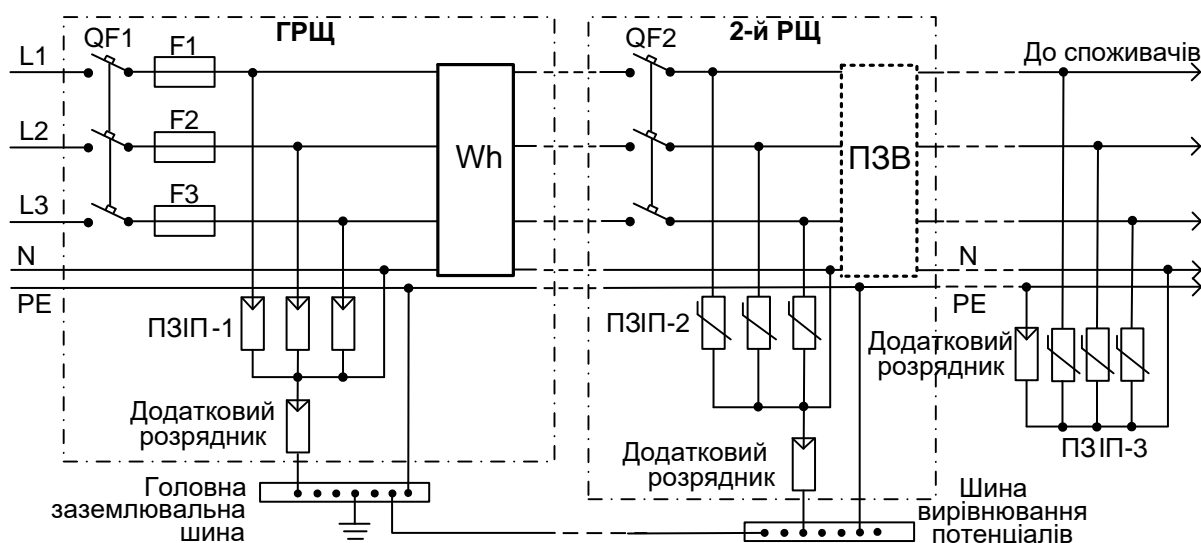 ГРЩ
2-й РЩ
QF1
F1
QF2
До споживачів
L1
L2
F2
Wh
ПЗВ
L3
F3
N
N
PE
PE
ПЗІП-1
ПЗІП-2
Додатковий
розрядник
Додатковий
розрядник
Додатковий
розрядник
ПЗІП-3
Головна
заземлювальна
шина
Шина
вирівнювання
потенціалів